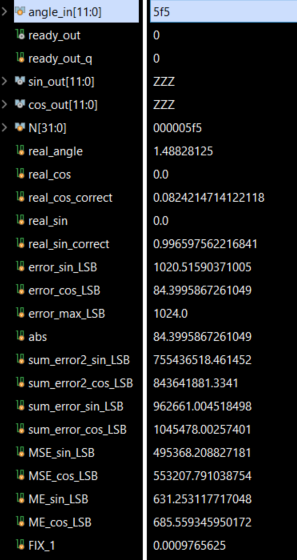 angle_in[11:0] 5f5
ready_out 0
ready_out_q 0
sin_out[11:0] ZZZ
cos_out[11:0] ZZZ
N[31:0] 000005f5
real_angle 1.48828125
real_cos 0.0
real_cos_correct 0.0824214714122118
real_sin 0.0
real_sin_correct 0.996597562216841
error_sin_LSB 1020.51590371005
error_cos_LSB 84.3995867261049
error_max_LSB 1024.0
abs 84.3995867261049
sum_error2_sin_LSB 755436518.461452
sum_error2_cos_LSB 843641881.3341
sum_error_sin_LSB 962661.004518498
sum_error_cos_LSB 1045478.00257401
MSE_sin_LSB 495368.208827181
MSE_cos_LSB 553207.791038754
ME_sin_LSB 631.253117717048
ME_cos_LSB 685.559345950172
FIX_1 0.0009765625